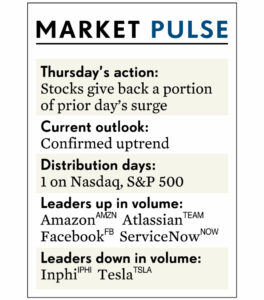 MARKET PULSE
Thursday's action:
Stocks give back a portion
of prior day's surge
Current outlook:
Confirmed uptrend
Distribution days:
1 on Nasdaq, S&P 500
Leaders up in volume:
Amazon AMZN Atlassian TEAM
Facebook FB ServiceNow NOW
Leaders down in volume:
Inphi IPHI Tesla TSLA